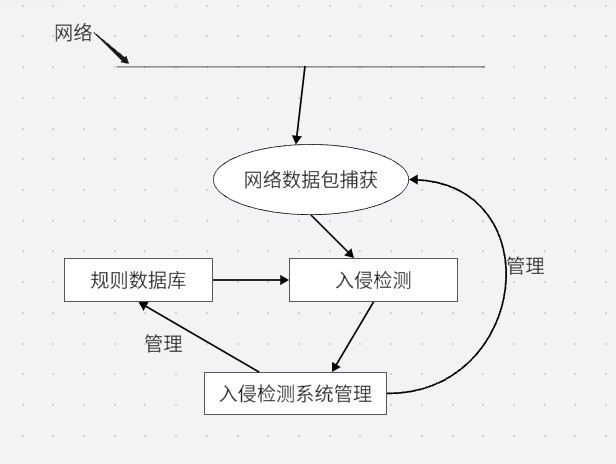 网络
网络数据包捕获
管理
规则数据库
入侵检测
管理
入侵检测系统管理